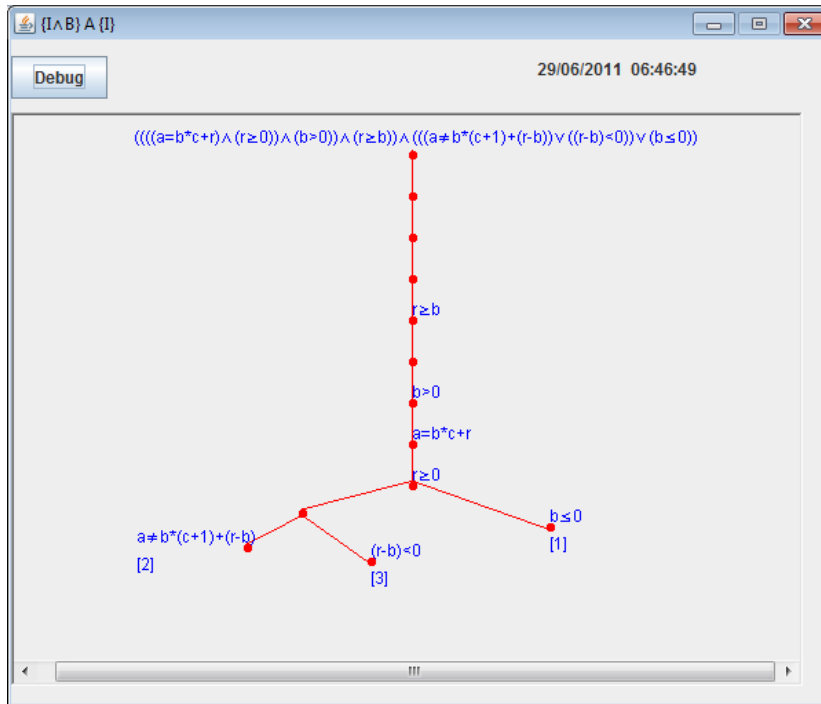 {I∧B} A {I}
Debug
29/06/2011 06:46:49
((((a=b*c+r)∧(r≥0))∧(b>0))∧(r≥b))∧(((a≠b*(c+1)+(r-b))∨((r-b)<0))∨(b≤0))
r≥b
b>0
a=b*c+r
r≥0
b≤0
[1]
a≠b*(c+1)+(r-b)
[2]
(r-b)<0
[3]